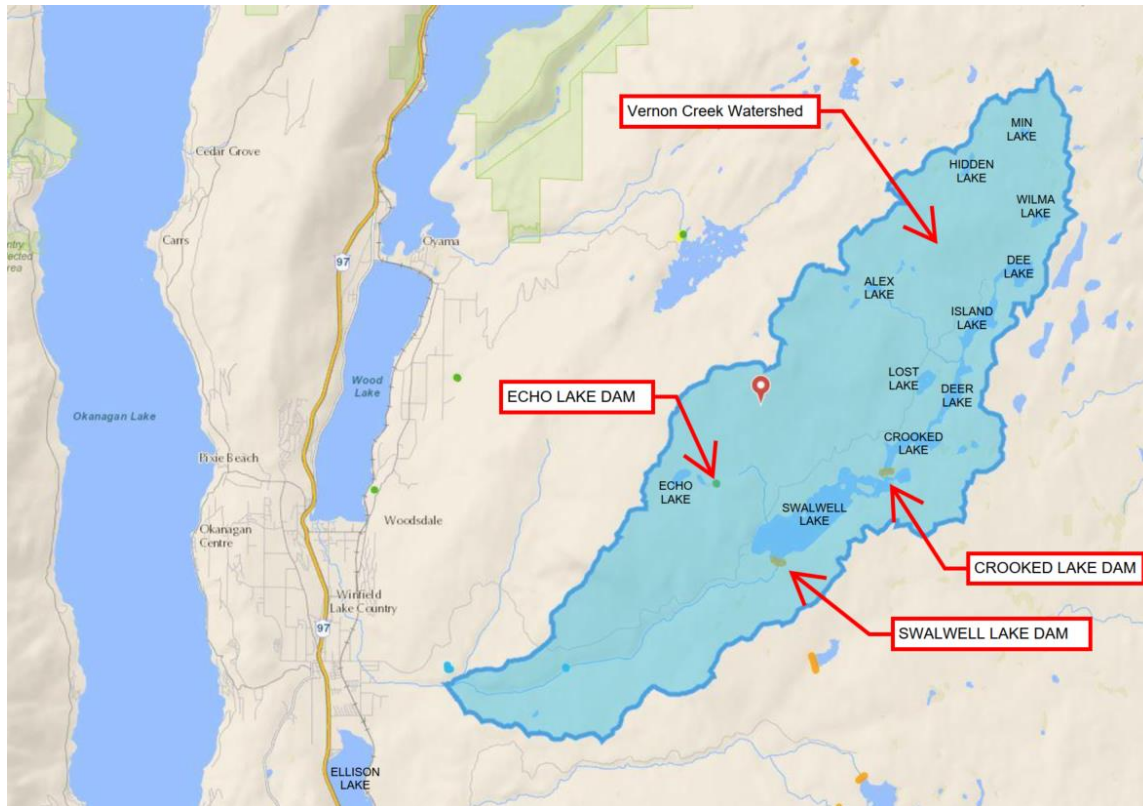 Vernon Creek Watershed
MIN
LAKE
HIDDEN
LAKE
Cedar Grove
WILMA
LAKE
Carrs
Oyama
97
DEE
LAKE
ALEX
LAKE
ISLAND
LAKE
Wood
Lake
LOST
LAKE
DEER
LAKE
ECHO LAKE DAM
Okanagan Lake
CROOKED
LAKE
Pixie Beach
ECHO
LAKE
SWALWELL
LAKE
Woodsdale
Okanagan
Centre
CROOKED LAKE DAM
Winfield
Lake Country
97
SWALWELL LAKE DAM
ELLISON
LAKE